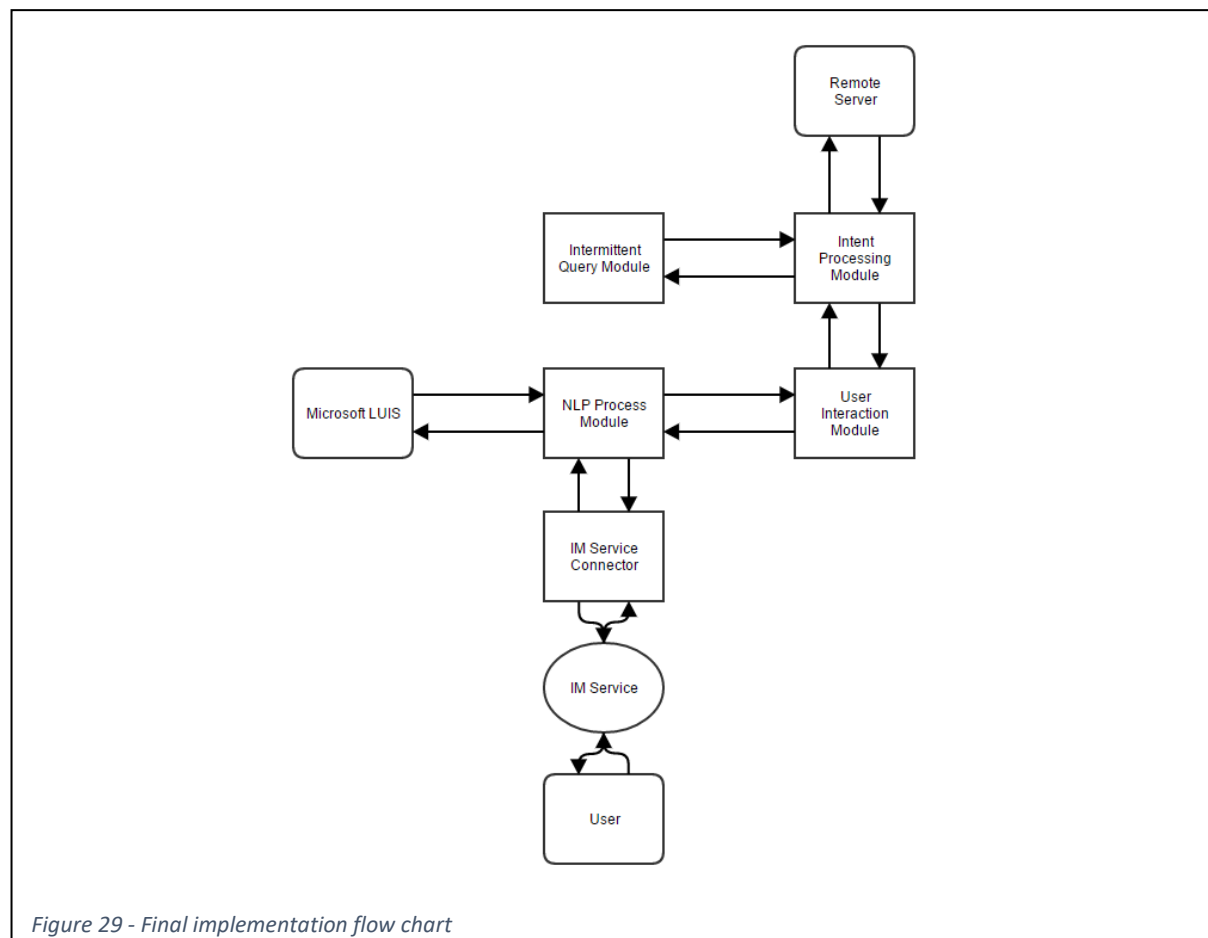 Remote
Server
Intermittent
Query Module
Intent
Processing
Module
Microsoft LUIS
NLP Process
Module
User
Interaction
Module
IM Service
Connector
IM Service
User
Figure 29 - Final implementation flow chart